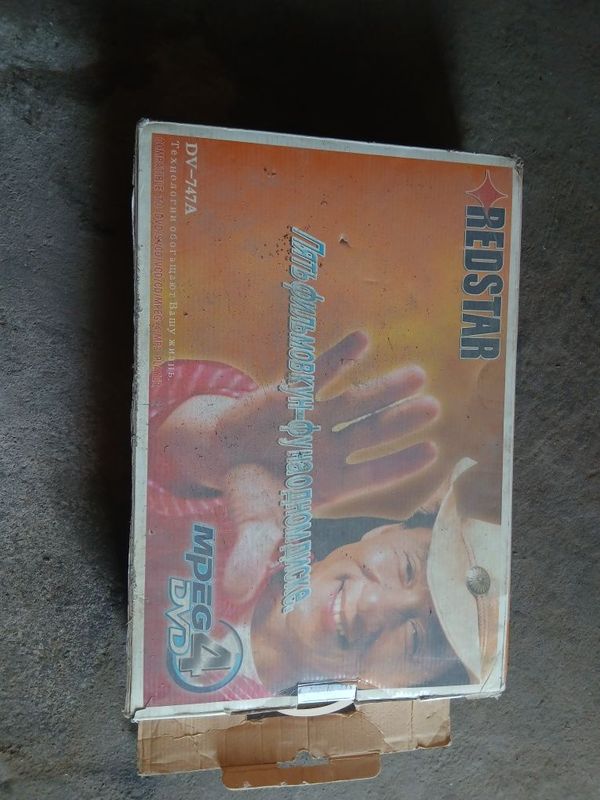 REDSTAR
Пять фильмов кун-фу на одном диске
MPEG 4
DVD
DV-747A
Технологии обогащают Вашу жизнь